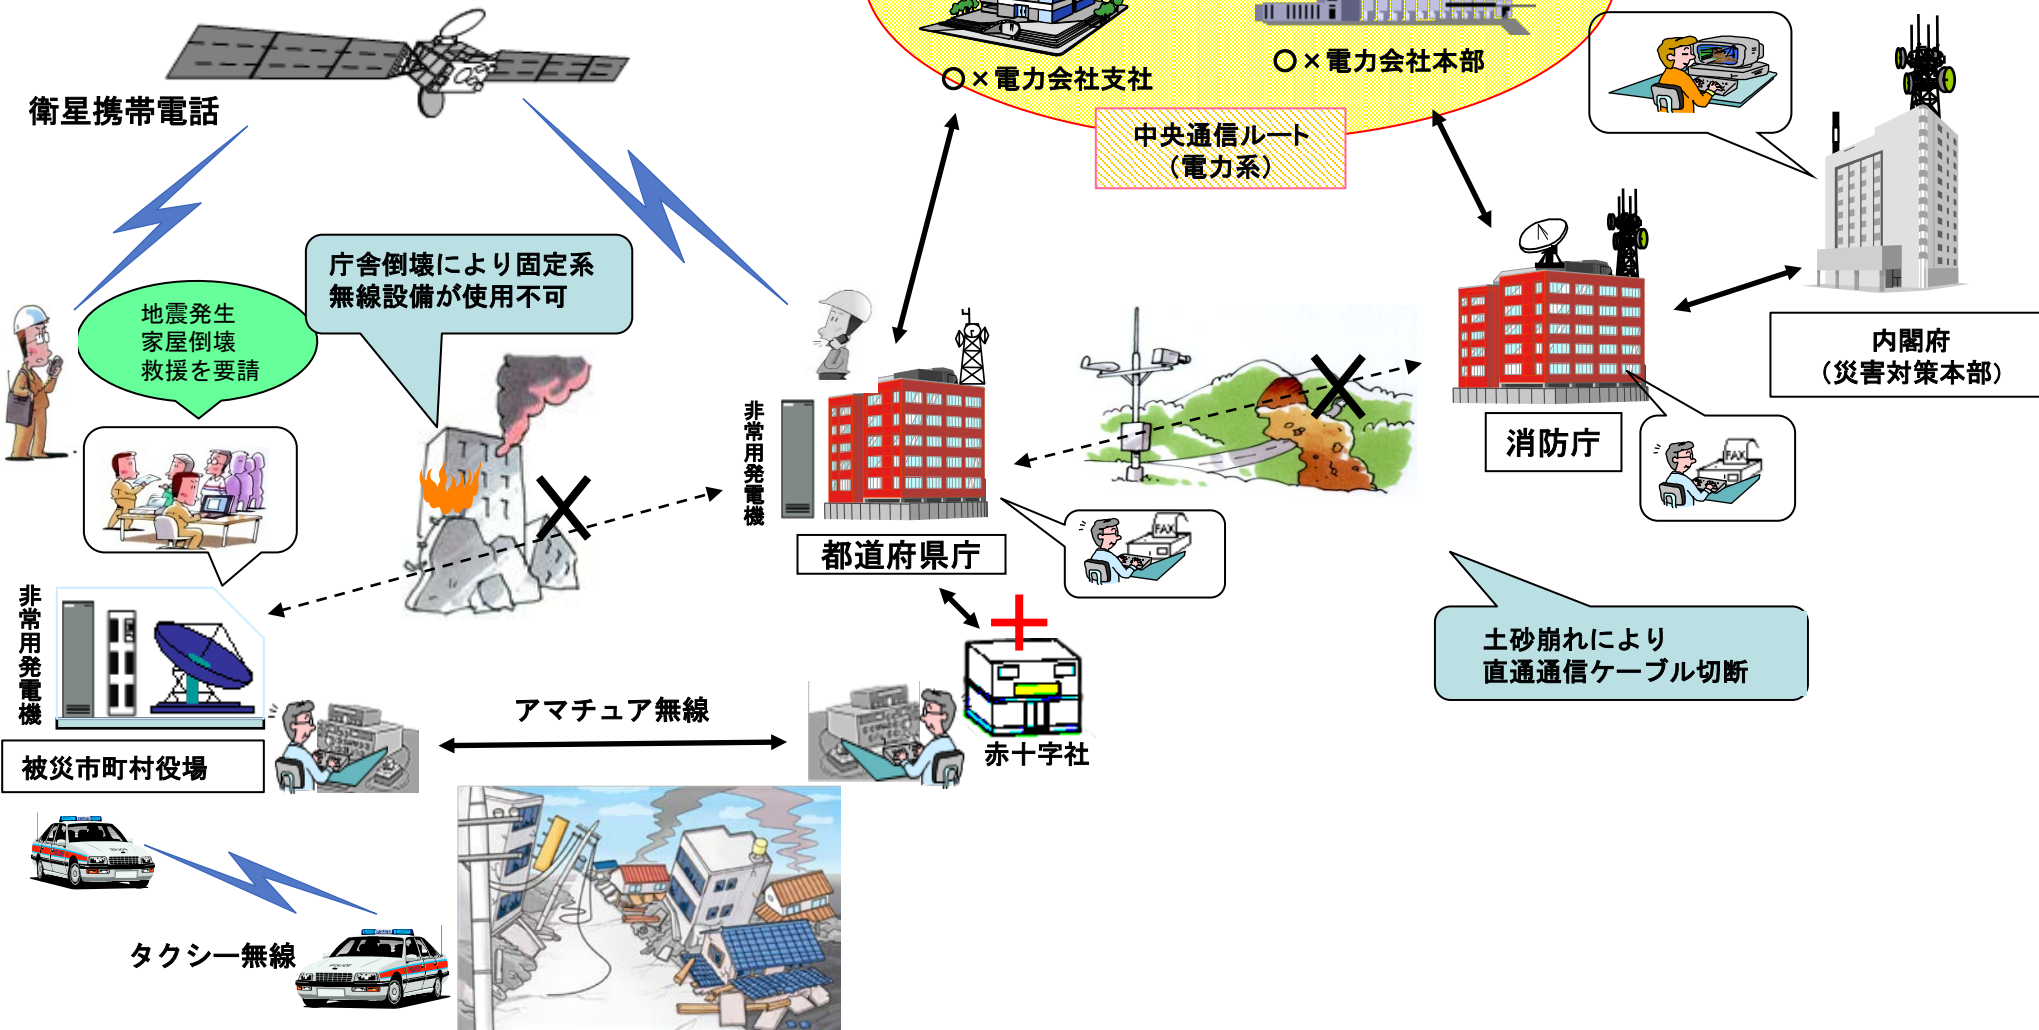 〇×電力会社支社
〇×電力会社本部
衛星携帯電話
中央通信ルート
（電力系）
庁舎倒壊により固定系
無線設備が使用不可
地震発生
家屋倒壊
救援を要請
内閣府
（災害対策本部）
非常用発電機
消防庁
FAX
都道府県庁
FAX
非常用発電機
土砂崩れにより
直通通信ケーブル切断
アマチュア無線
赤十字社
被災市町村役場
タクシー無線